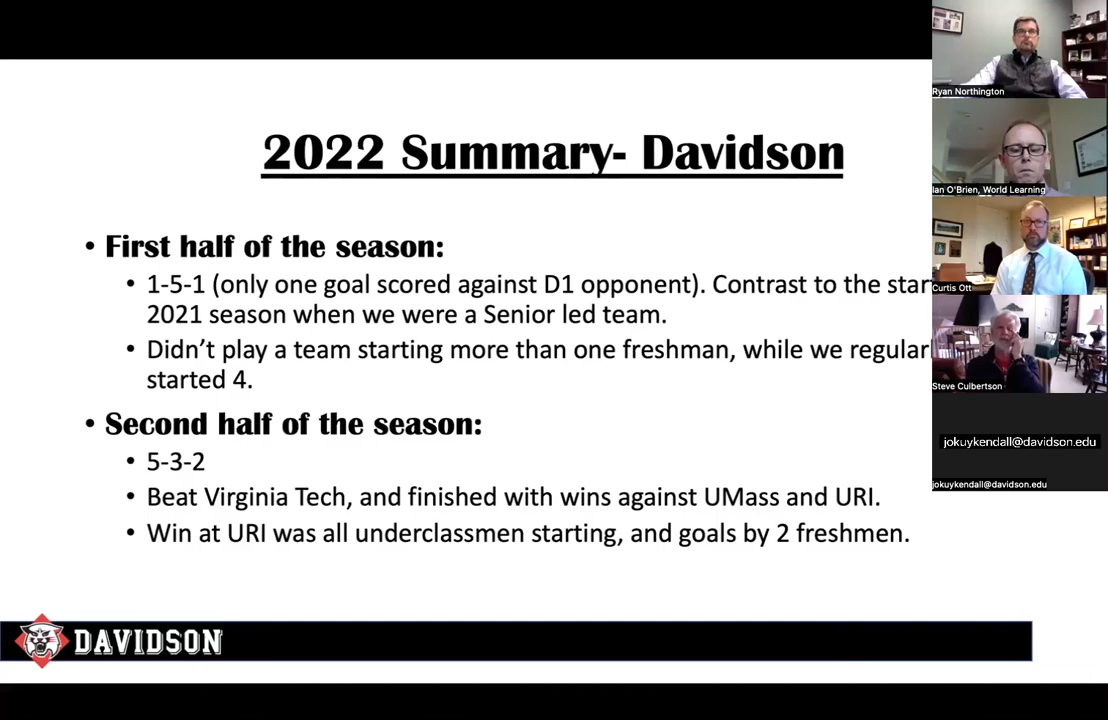 2022 Summary- Davidson
• First half of the season:
• 1-5-1 (only one goal scored against D1 opponent). Contrast to the star
2021 season when we were a Senior led team.
• Didn't play a team starting more than one freshman, while we regular
started 4.
• Second half of the season:
• 5-3-2
• Beat Virginia Tech, and finished with wins against UMass and URI.
• Win at URI was all underclassmen starting, and goals by 2 freshmen.
DAVIDSON
Ryan Northington
Ian O'Brien, World Learning
Curtis Ott
Steve Culbertson
jokuykendall@davidson.edu
jokuykendall@davidson.edu